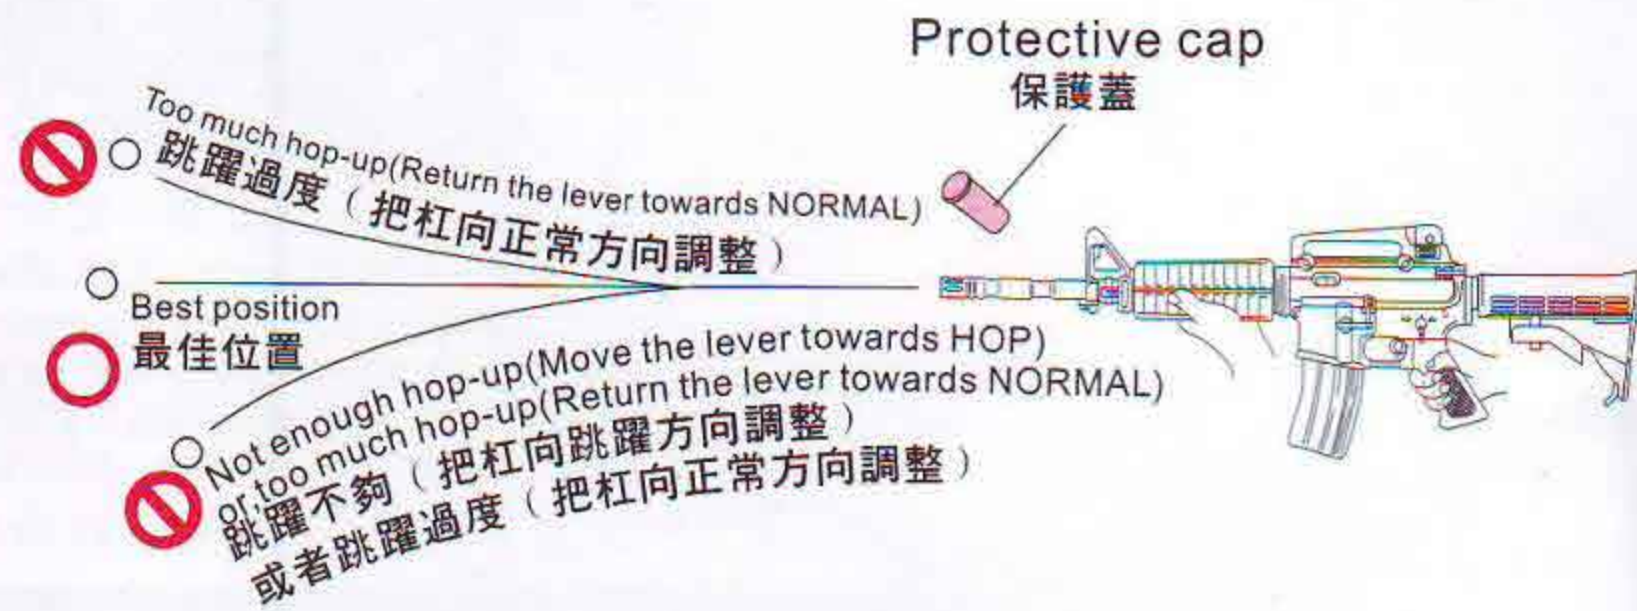 Protective cap
保護蓋
Too much hop-up(Return the lever towards NORMAL)
跳躍過度（把杠向正常方向調整）
Best position
最佳位置
Not enough hop-up(Move the lever towards HOP)
or,too much hop-up(Return the lever towards NORMAL)
跳躍不夠（把杠向跳躍方向調整）
或者跳躍過度（把杠向正常方向調整）